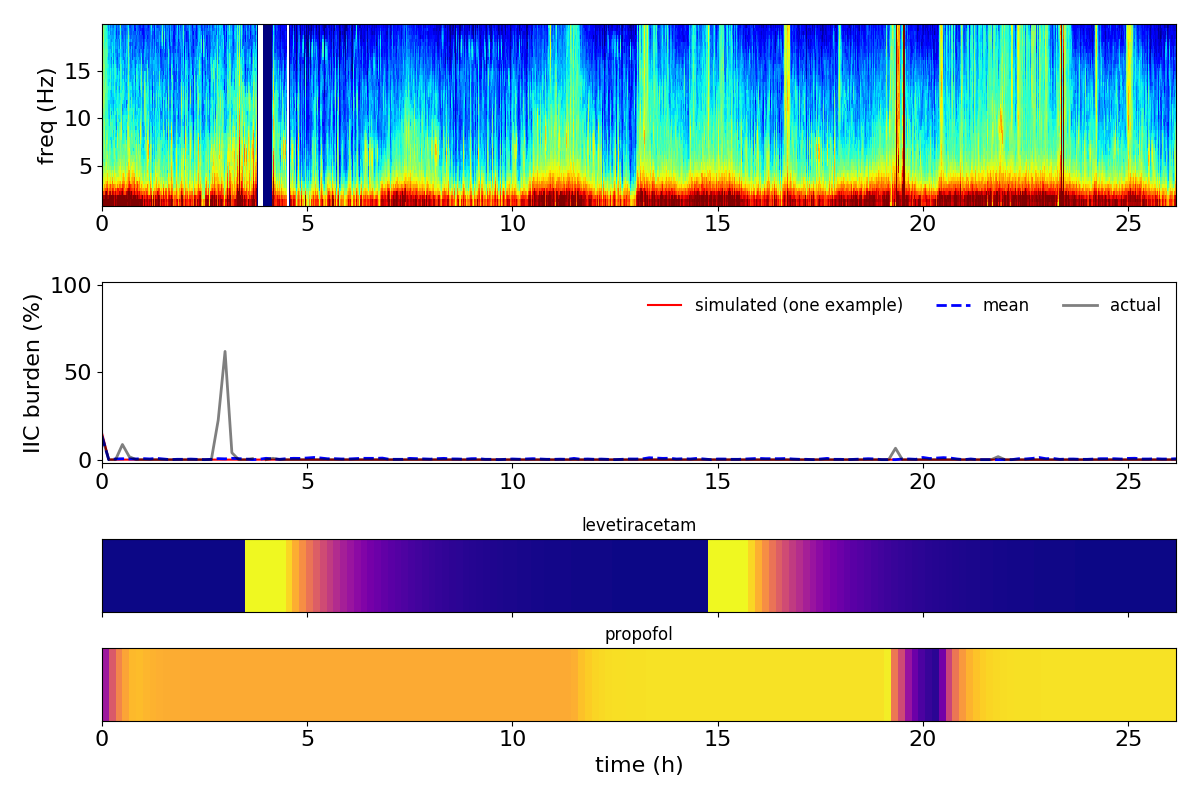 freq (Hz)
15
10
5
0 5 10 15 20 25
IIC burden (%)
100
50
0
simulated (one example) mean actual
0 5 10 15 20 25
levetiracetam
propofol
0 5 10 15 20 25
time (h)